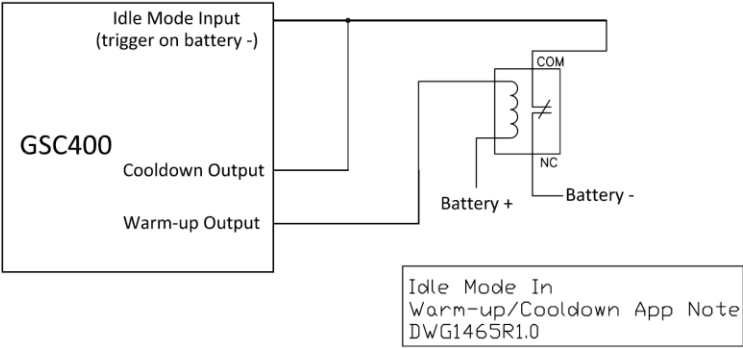 Idle Mode Input
(trigger on battery -)
COM
GSC400
NC
Cooldown Output
Battery +
Battery -
Warm-up Output
Idle Mode In
Warm-up/Cooldown App Note
DWG1465R1.0